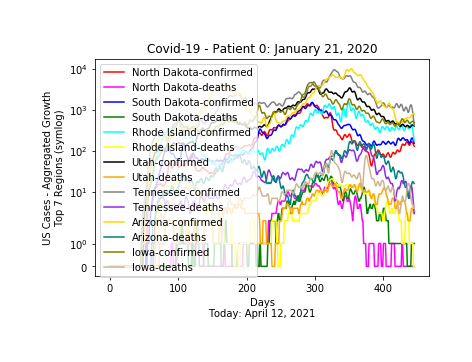 Covid-19 - Patient 0: January 21, 2020
US Cases - Aggregated Growth
Top 7 Regions (symlog)
10^4
10^3
10^2
10^1
10^0
0
North Dakota-confirmed
North Dakota-deaths
South Dakota-confirmed
South Dakota-deaths
Rhode Island-confirmed
Rhode Island-deaths
Utah-confirmed
Utah-deaths
Tennessee-confirmed
Tennessee-deaths
Arizona-confirmed
Arizona-deaths
Iowa-confirmed
Iowa-deaths
0 100 200 300 400
Days
Today: April 12, 2021